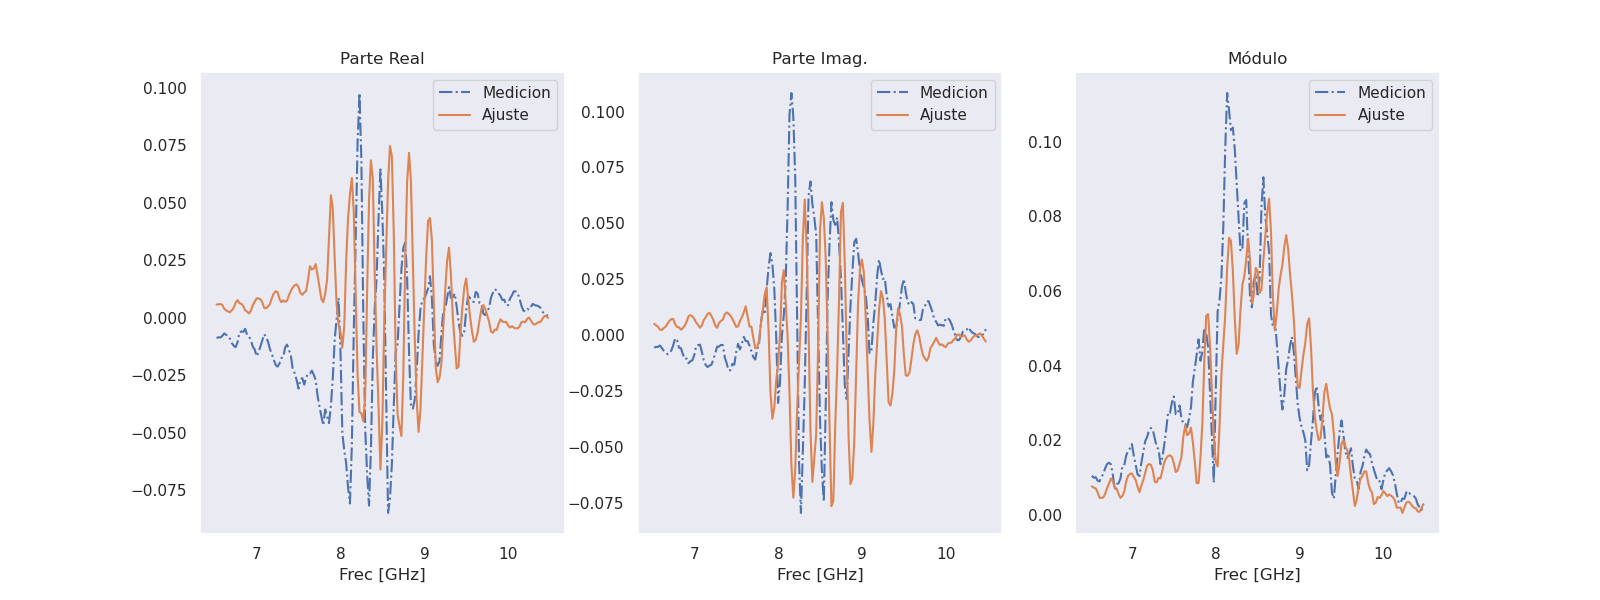 Parte Real
0.100
0.075
0.050
0.025
0.000
−0.025
−0.050
−0.075
7 8 9 10
Frec [GHz]
Medicion
Ajuste
Parte Imag.
0.100
0.075
0.050
0.025
0.000
−0.025
−0.050
−0.075
7 8 9 10
Frec [GHz]
Medicion
Ajuste
Módulo
0.10
0.08
0.06
0.04
0.02
0.00
7 8 9 10
Frec [GHz]
Medicion
Ajuste